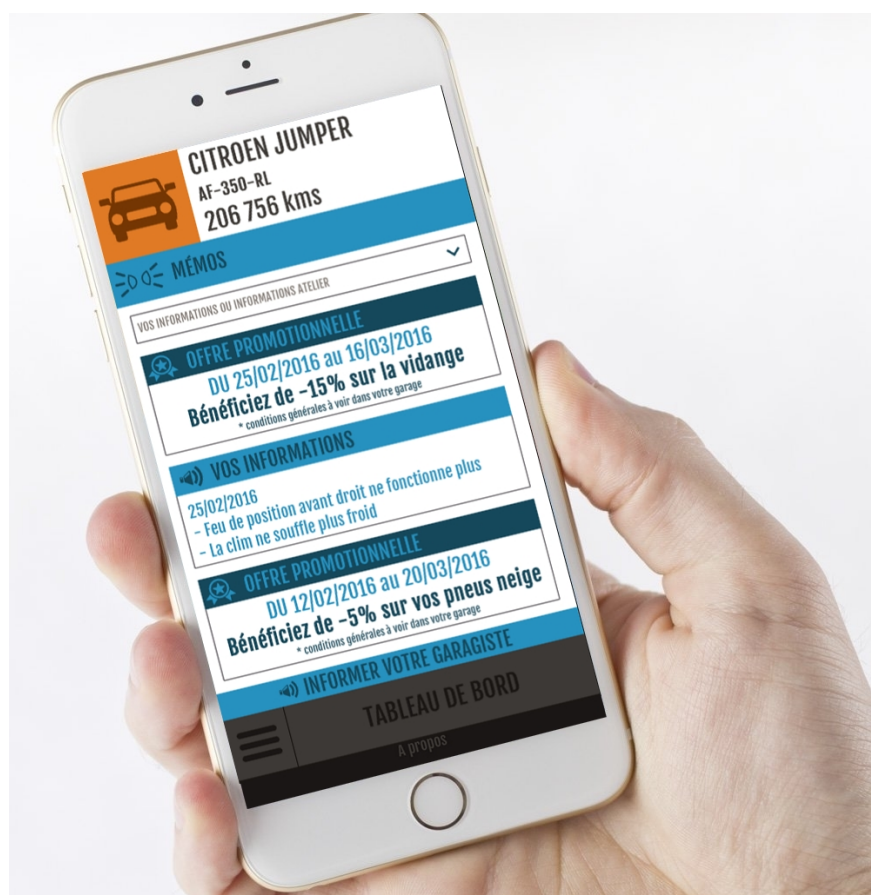 CITROEN JUMPER
AF-350-RL
206 756 kms
MÉMOS
VOS INFORMATIONS OU INFORMATIONS ATELIER
OFFRE PROMOTIONNELLE
DU 25/02/2016 au 16/03/2016
Bénéficiez de -15% sur la vidange
* conditions générales à voir dans votre garage
VOS INFORMATIONS
25/02/2016
- Feu de position avant droit ne fonctionne plus
- La clim ne souffle plus froid
OFFRE PROMOTIONNELLE
DU 12/02/2016 au 20/03/2016
Bénéficiez de -5% sur vos pneus neige
* conditions générales à voir dans votre garage
INFORMER VOTRE GARAGISTE
TABLEAU DE BORD
A propos